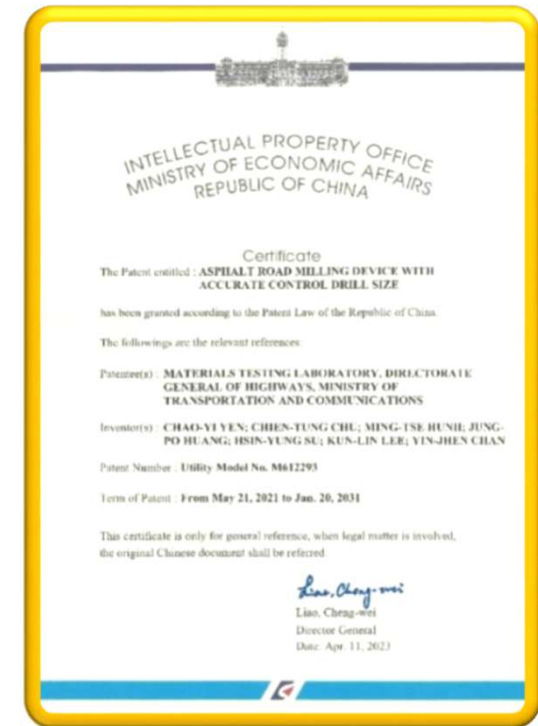 INTELLECTUAL PROPERTY OFFICE
MINISTRY OF ECONOMIC AFFAIRS
REPUBLIC OF CHINA
Certificate
The Patent entitled : ASPHALT ROAD MILLING DEVICE WITH
ACCURATE CONTROL DRILL SIZE
has been granted according to the Patent Law of the Republic of China.
The followings are the relevant references:
Patentee(s) : MATERIALS TESTING LABORATORY, DIRECTORATE
GENERAL OF HIGHWAYS, MINISTRY OF
TRANSPORTATION AND COMMUNICATIONS
Inventor(s) : CHAO-YI YEN; CHIEN-TUNG CHU; MING-TSE HUNH; JUNG-
PO HUANG; HSIN-YUNG SU; KUN-LIN LEE; YIN-JHEN CHAN
Patent Number : Utility Model No. M612293
Term of Patent : From May 21, 2021 to Jan. 20, 2031
This certificate is only for general reference, when legal matter is involved,
the original Chinese document shall be referred
Liao, Cheng-wei
Liao, Cheng-wei
Director General
Date: Apr. 11, 2023